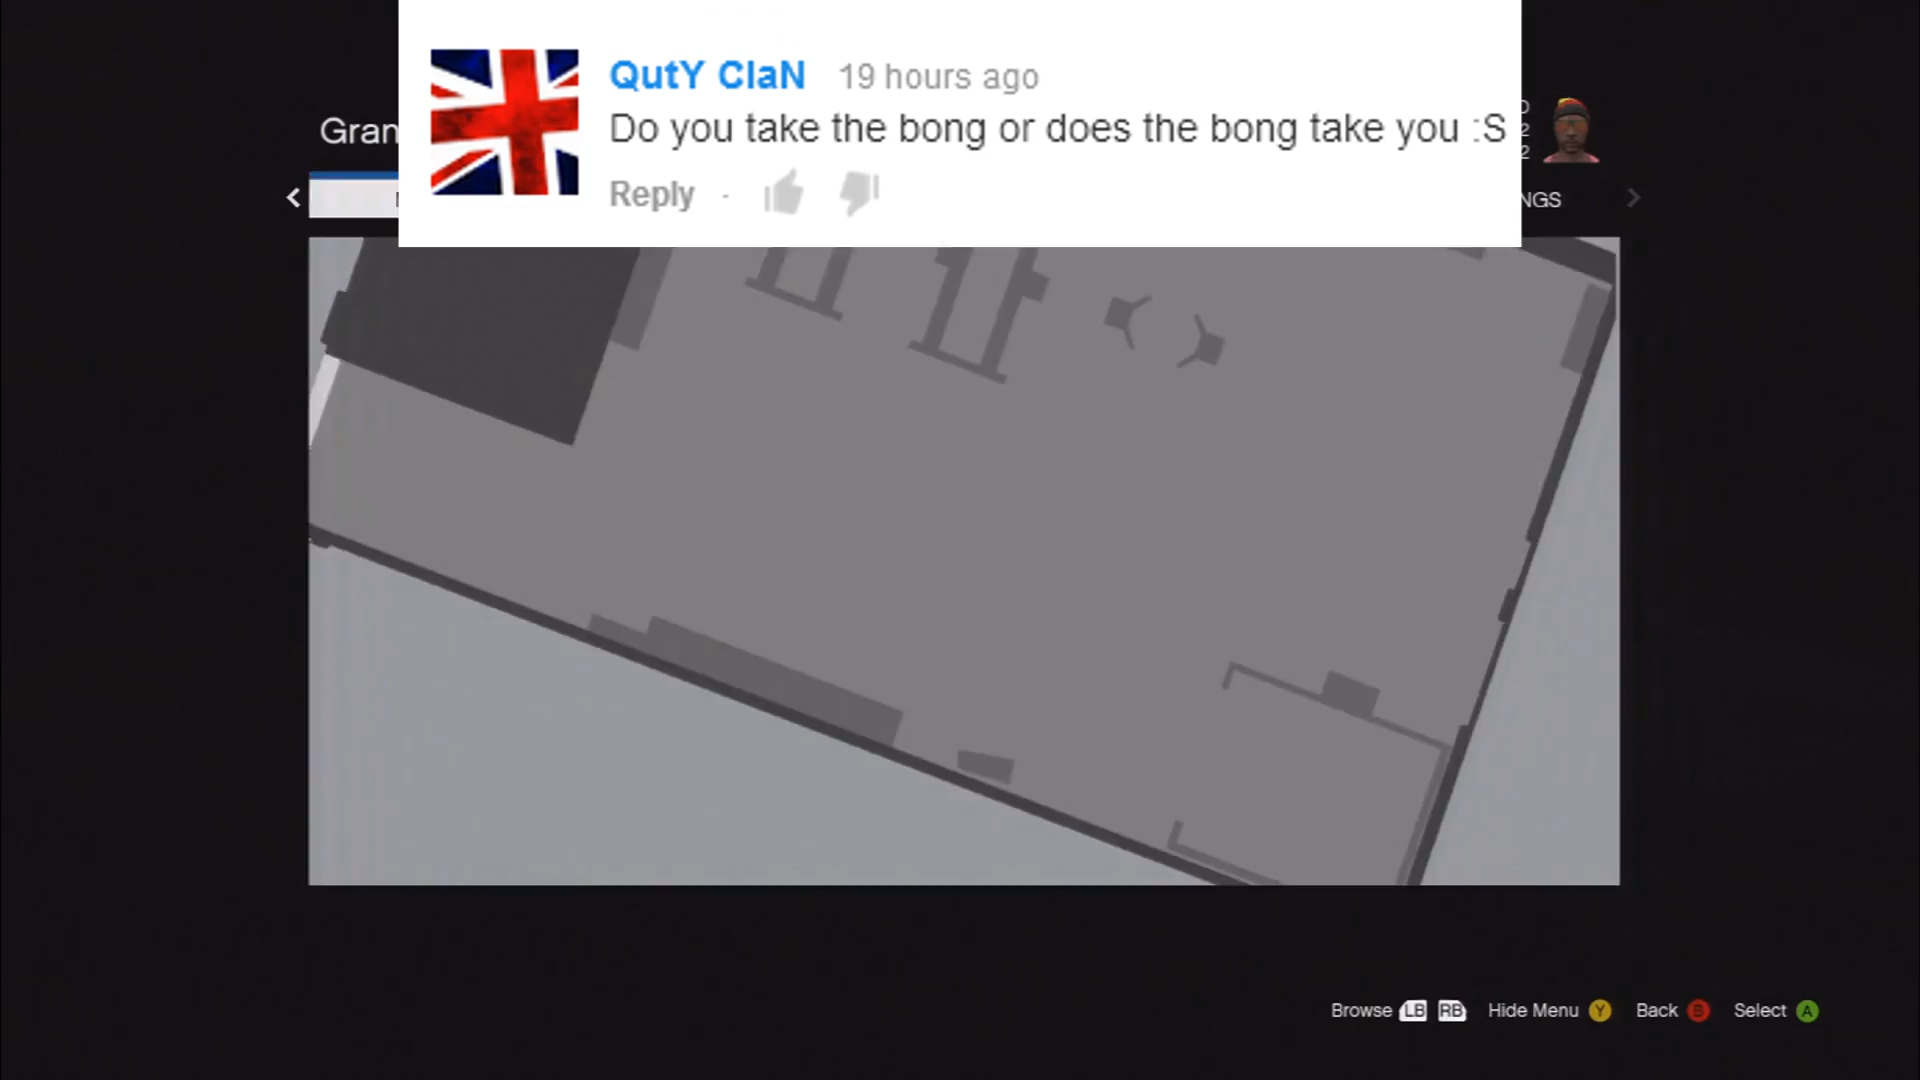 QutY ClaN 19 hours ago
Do you take the bong or does the bong take you :S
Reply ·
Gran
NGS
Browse LB RB Hide Menu Y Back B Select A